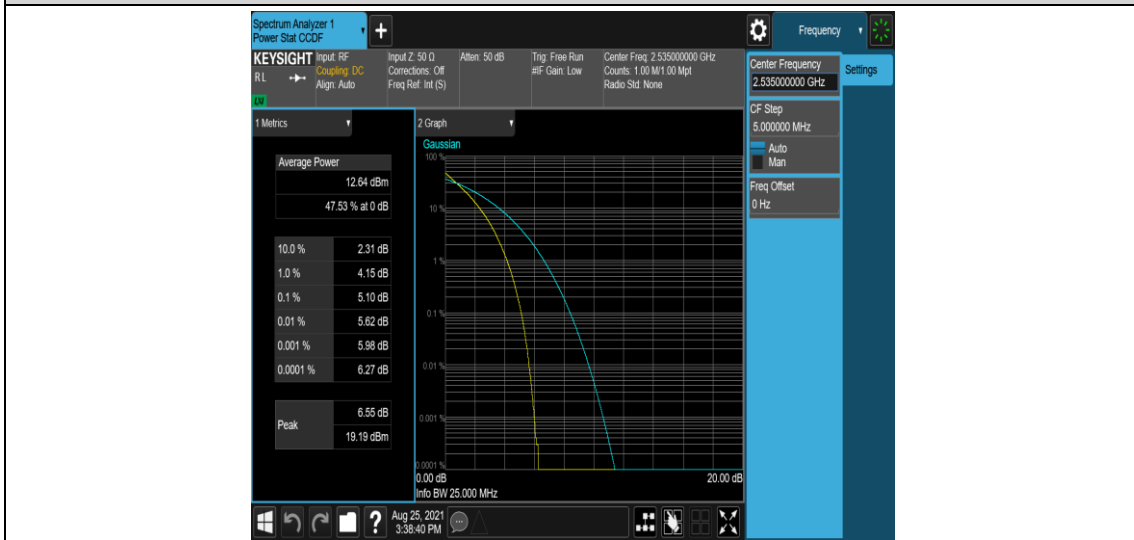 Spectrum Analyzer 1
Power Stat CCDF
+
Frequency
KEYSIGHT
RL
LXI
Input: RF
Coupling: DC
Align: Auto
Input Z: 50 Ω
Corrections: Off
Freq Ref: Int (S)
Atten: 50 dB
Trig: Free Run
#IF Gain: Low
Center Freq: 2.535000000 GHz
Counts: 1.00 M/1.00 Mpt
Radio Std: None
Center Frequency
2.535000000 GHz
Settings
CF Step
5.000000 MHz
Auto
Man
Freq Offset
0 Hz
1 Metrics
Average Power
12.64 dBm
47.53 % at 0 dB
10.0 % 2.31 dB
1.0 % 4.15 dB
0.1 % 5.10 dB
0.01 % 5.62 dB
0.001 % 5.98 dB
0.0001 % 6.27 dB
Peak
6.55 dB
19.19 dBm
2 Graph
Gaussian
100 %
10 %
1 %
0.1 %
0.01 %
0.001 %
0.0001 %
0.00 dB 20.00 dB
Info BW 25.000 MHz
?
Aug 25, 2021
3:38:40 PM